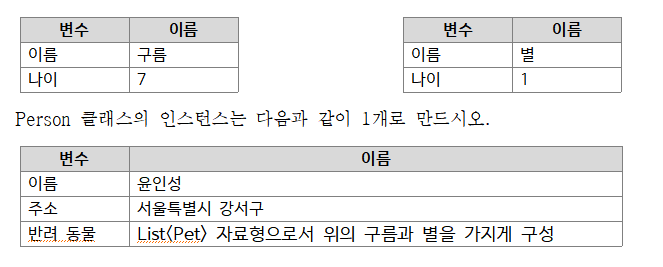 변수 이름
이름 구름
나이 7
변수 이름
이름 별
나이 1
Person 클래스의 인스턴스는 다음과 같이 1개로 만드시오.
변수 이름
이름 윤인성
주소 서울특별시 강서구
반려 동물 List<Pet> 자료형으로서 위의 구름과 별을 가지게 구성